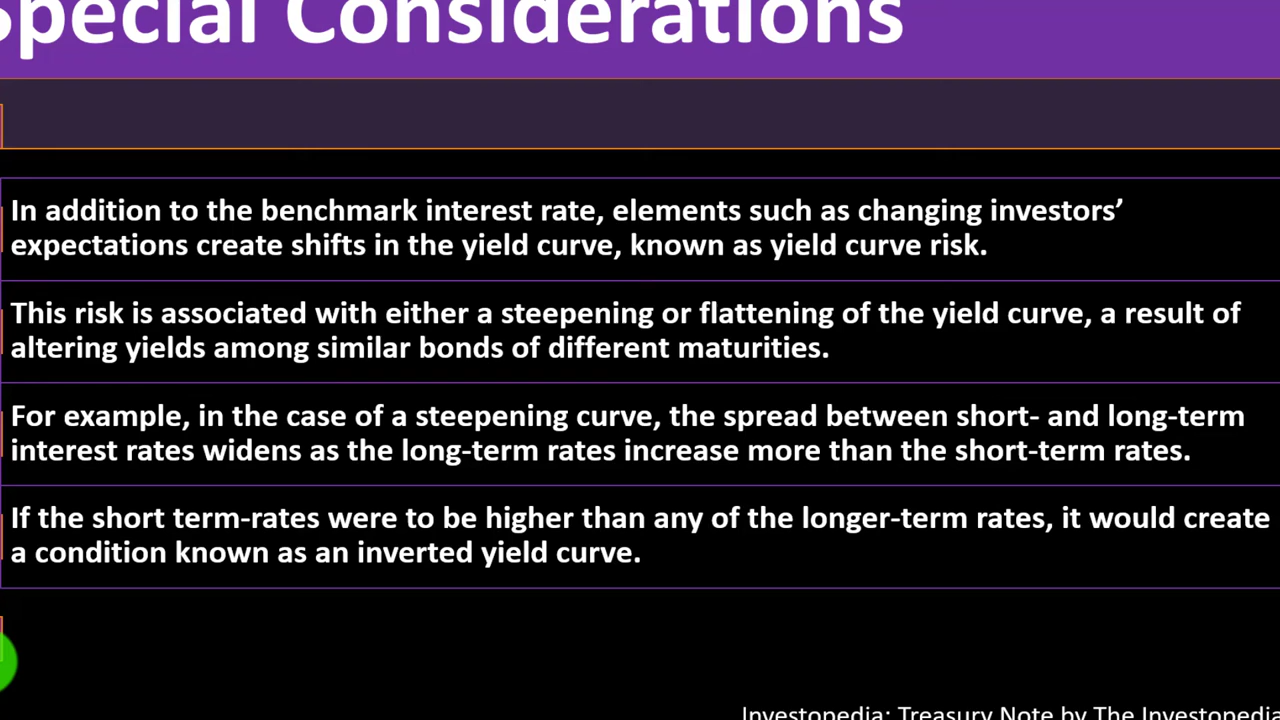 Special Considerations
In addition to the benchmark interest rate, elements such as changing investors’
expectations create shifts in the yield curve, known as yield curve risk.
This risk is associated with either a steepening or flattening of the yield curve, a result of
altering yields among similar bonds of different maturities.
For example, in the case of a steepening curve, the spread between short- and long-term
interest rates widens as the long-term rates increase more than the short-term rates.
If the short term-rates were to be higher than any of the longer-term rates, it would create
a condition known as an inverted yield curve.
Investopedia: Treasury Note by The Investopedia